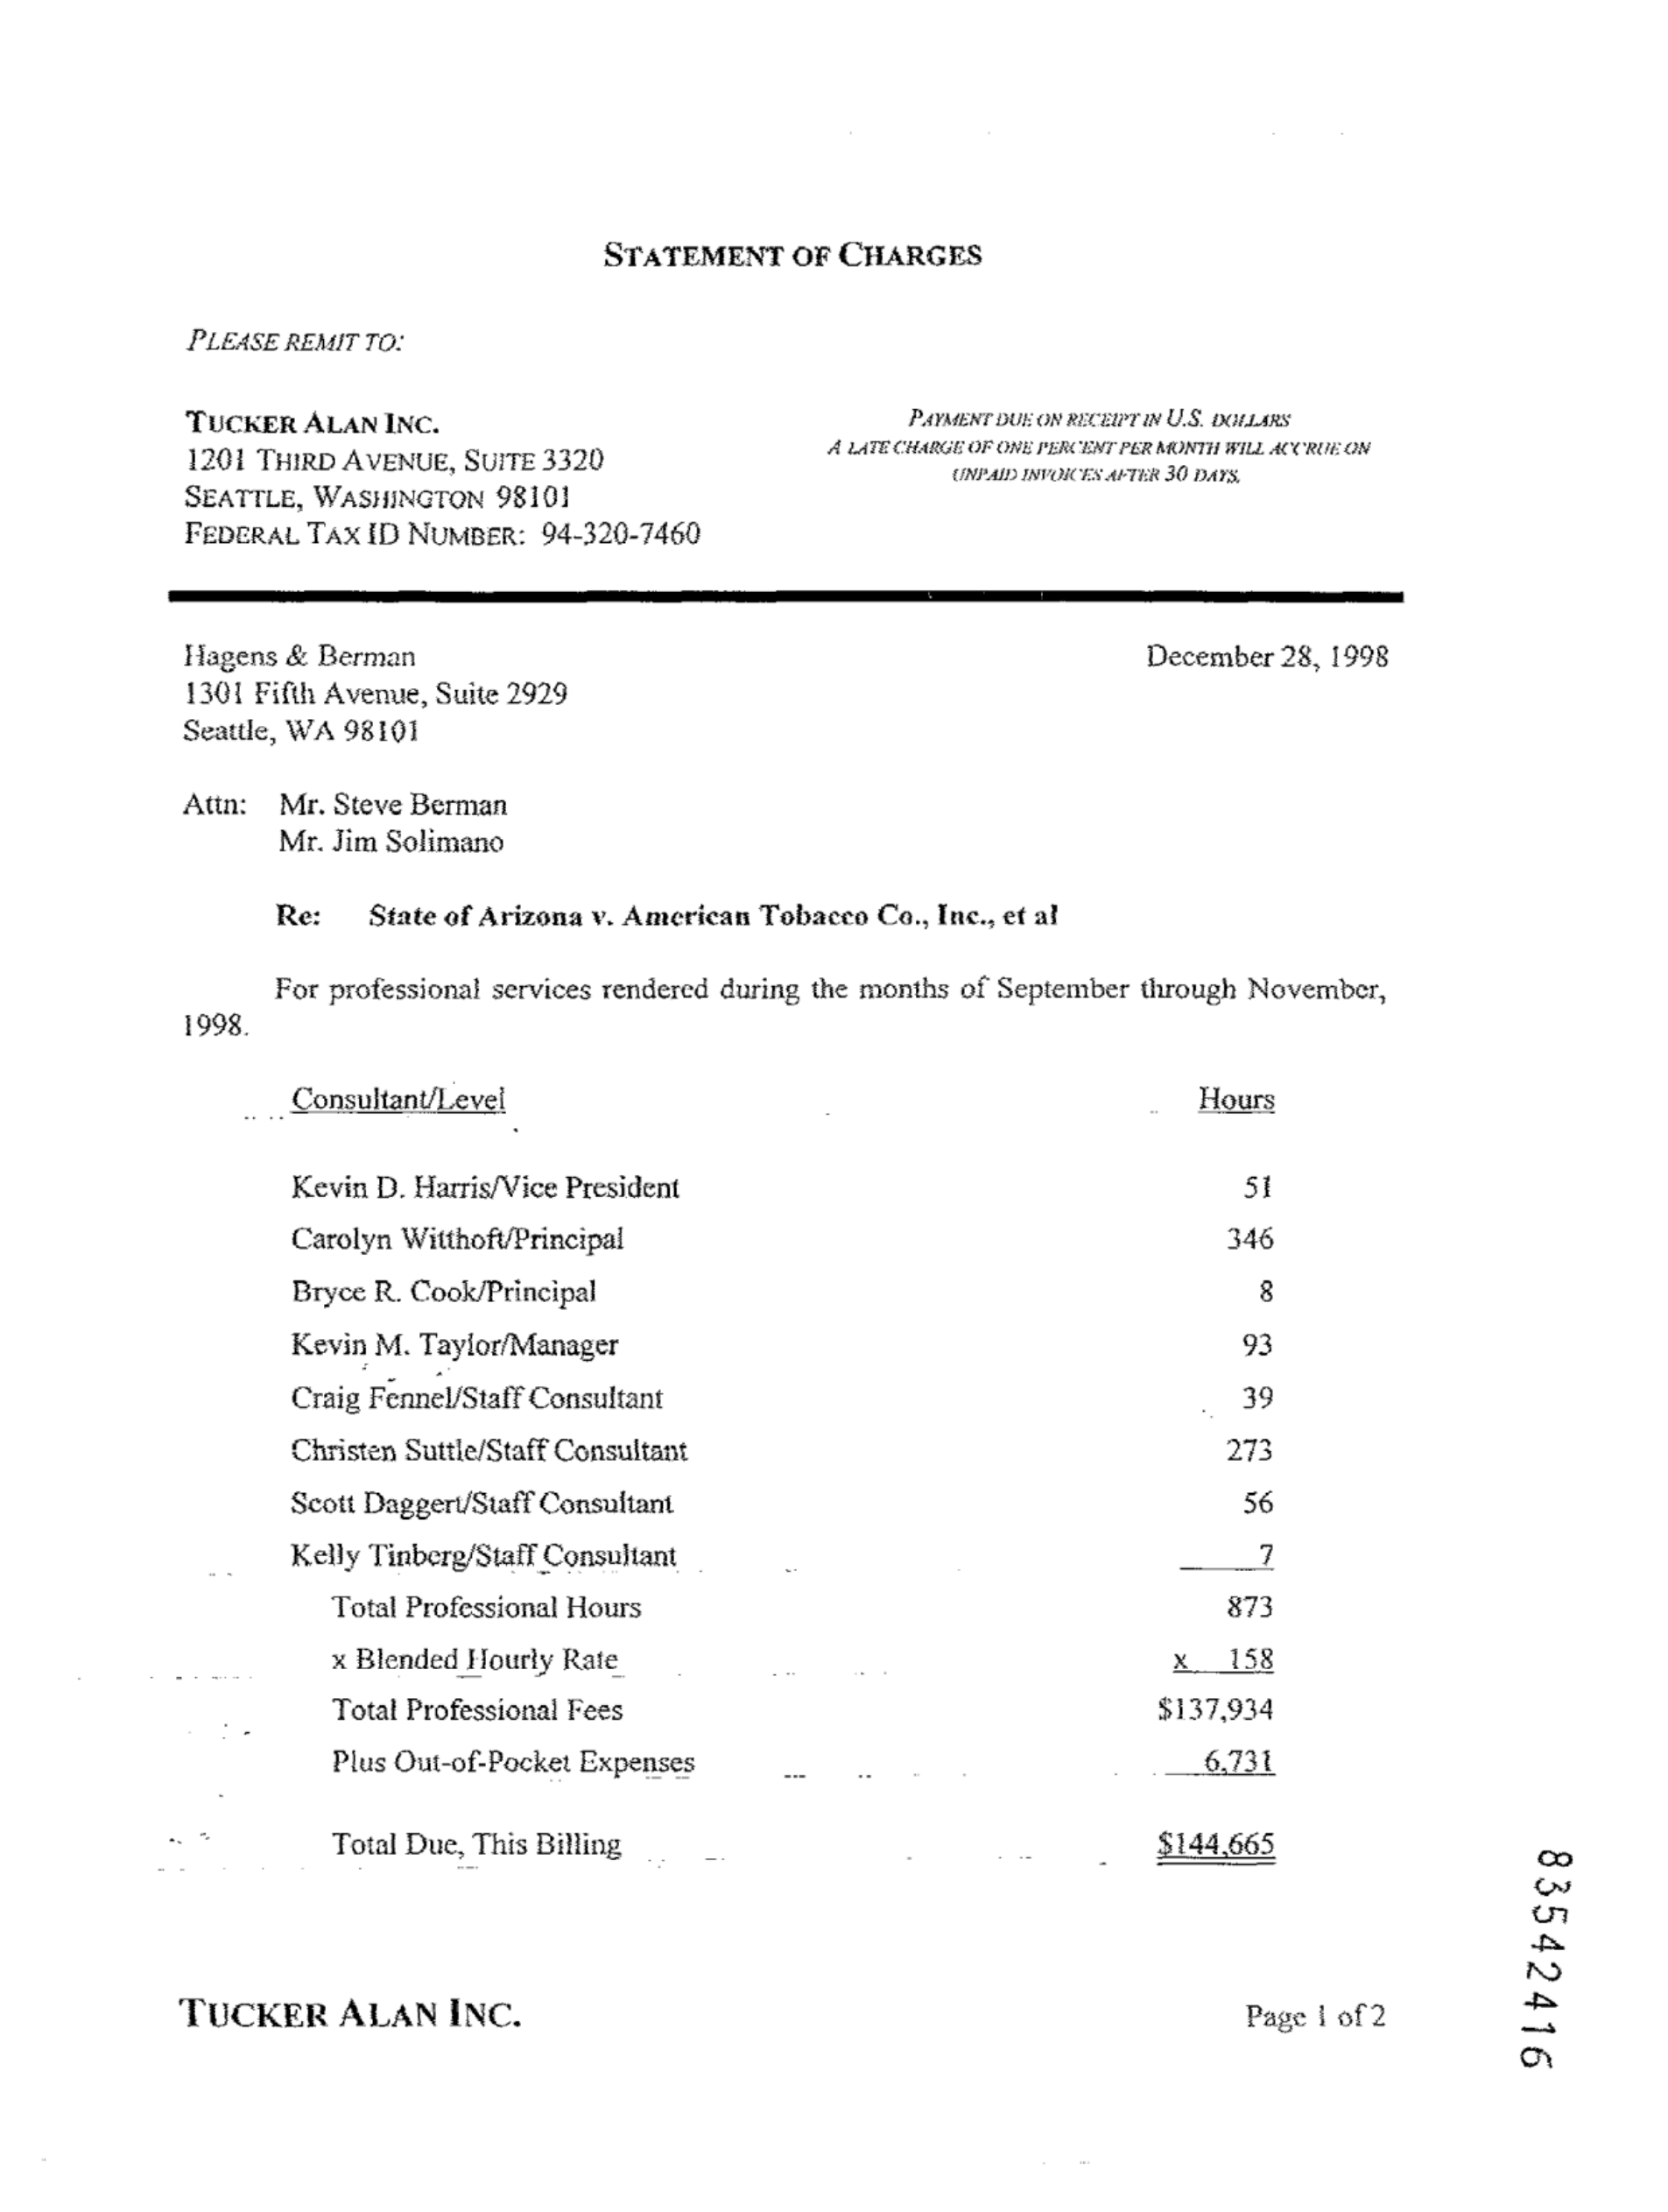 STATEMENT OF CHARGES
PLEASE REMIT TO:
TUCKER ALAN INC.
1201 THIRD AVENUE, SUITE 3320
SEATTLE, WASHINGTON 98101
FEDERAL TAX ID NUMBER: 94-320-7460
PAYMENT DUE ON RECEIPT IN U.S. DOLLARS
A LATE CHARGE OF ONE PERCENT PER MONTH WILL ACCRUE ON
UNPAID INVOICES AFTER 30 DAYS.
Hagens & Berman
December 28, 1998
1301 Fifth Avenue, Suite 2929
Seattle, WA 98101
Attn: Mr. Steve Berman
Mr. Jim Solimano
Re: State of Arizona v. American Tobacco Co., Inc., et al
For professional services rendered during the months of September through November,
1998.
Consultant/Level Hours
Kevin D. Harris/Vice President 51
Carolyn Witthoft/Principal 346
Bryce R. Cook/Principal 8
Kevin M. Taylor/Manager 93
Craig Fennel/Staff Consultant 39
Christen Suttle/Staff Consultant 273
Scott Daggert/Staff Consultant 56
Kelly Tinberg/Staff Consultant 7
Total Professional Hours 873
x Blended Hourly Rate x 158
Total Professional Fees $137,934
Plus Out-of-Pocket Expenses 6,731
Total Due, This Billing $144,665
TUCKER ALAN INC.
Page 1 of 2
83542416